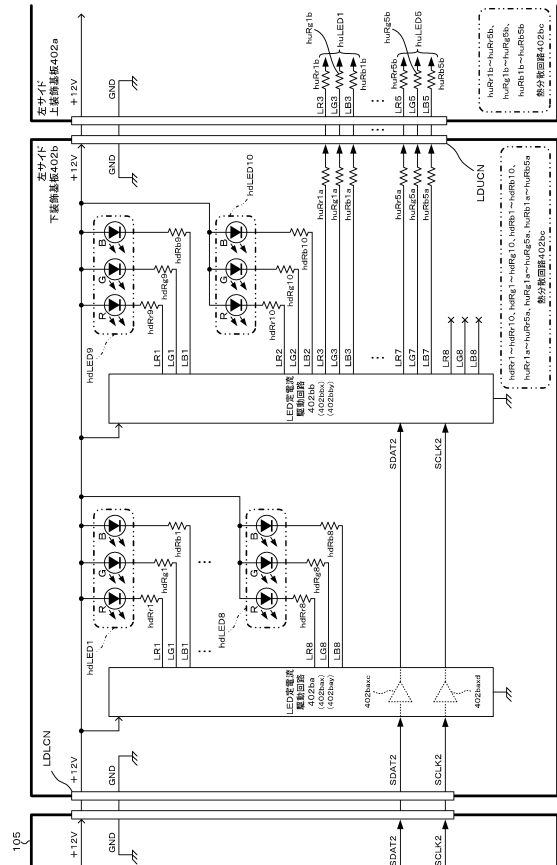 105
+12V
GND
SDAT2
SCLK2
LDLCN
左サイド
下装飾基板402b
+12V
GND
SDAT2
SCLK2
LED定電流
駆動回路
402ba
(402bax)
(402bay)
402baxc
402baxd
hdLED1
R
G
B
hdRr1
hdRg1
hdRb1
LR1
LG1
LB1
…
…
hdLED8
R
G
B
hdRr8
hdRg8
hdRb8
LR8
LG8
LB8
SDAT2
SCLK2
LED定電流
駆動回路
402bb
(402bbx)
(402bby)
hdLED9
R
G
B
hdRr9
hdRg9
hdRb9
LR1
LG1
LB1
hdLED10
R
G
B
hdRr10
hdRg10
hdRb10
LR2
LG2
LB2
LR3
LG3
LB3
…
LR7
LG7
LB7
LR8
LG8
LB8
huRr1a
huRg1a
huRb1a
…
huRr5a
huRg5a
huRb5a
+12V
GND
LDUCN
hdRr1~hdRr10, hdRg1~hdRg10, hdRb1~hdRb10,
huRr1a~huRr5a, huRg1a~huRg5a, huRb1a~huRb5a
熱分散回路402bc
左サイド
上装飾基板402a
+12V
GND
LR3
LG3
LB3
…
LR5
LG5
LB5
huRr1b
huRg1b
huRb1b
huLED1
…
huRr5b
huRg5b
huRb5b
huLED5
huRr1b~huRr5b,
huRg1b~huRg5b,
huRb1b~huRb5b
熱分散回路402bc